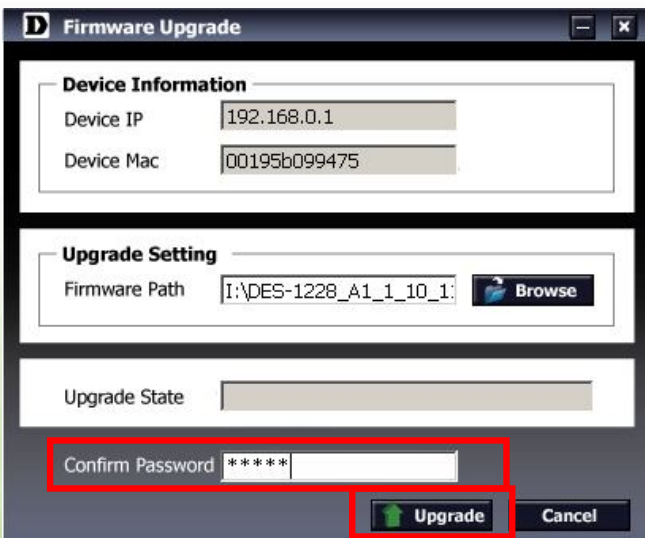 D Firmware Upgrade
Device Information
Device IP 192.168.0.1
Device Mac 00195b099475
Upgrade Setting
Firmware Path I:\DES-1228_A1_1_10_1 Browse
Upgrade State
Confirm Password *****
Upgrade Cancel